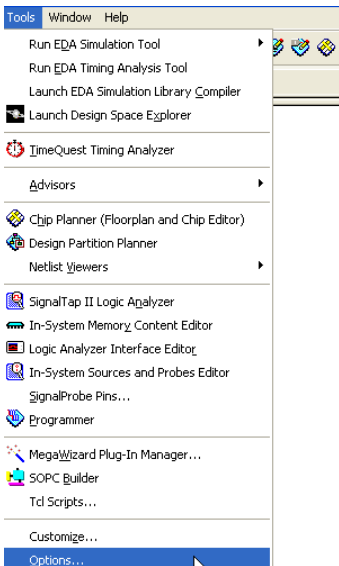 Tools Window Help
Run EDA Simulation Tool
Run EDA Timing Analysis Tool
Launch EDA Simulation Library Compiler
Launch Design Space Explorer
TimeQuest Timing Analyzer
Advisors
Chip Planner (Floorplan and Chip Editor)
Design Partition Planner
Netlist Viewers
SignalTap II Logic Analyzer
In-System Memory Content Editor
Logic Analyzer Interface Editor
In-System Sources and Probes Editor
SignalProbe Pins...
Programmer
MegaWizard Plug-In Manager...
SOPC Builder
Tcl Scripts...
Customize...
Options...